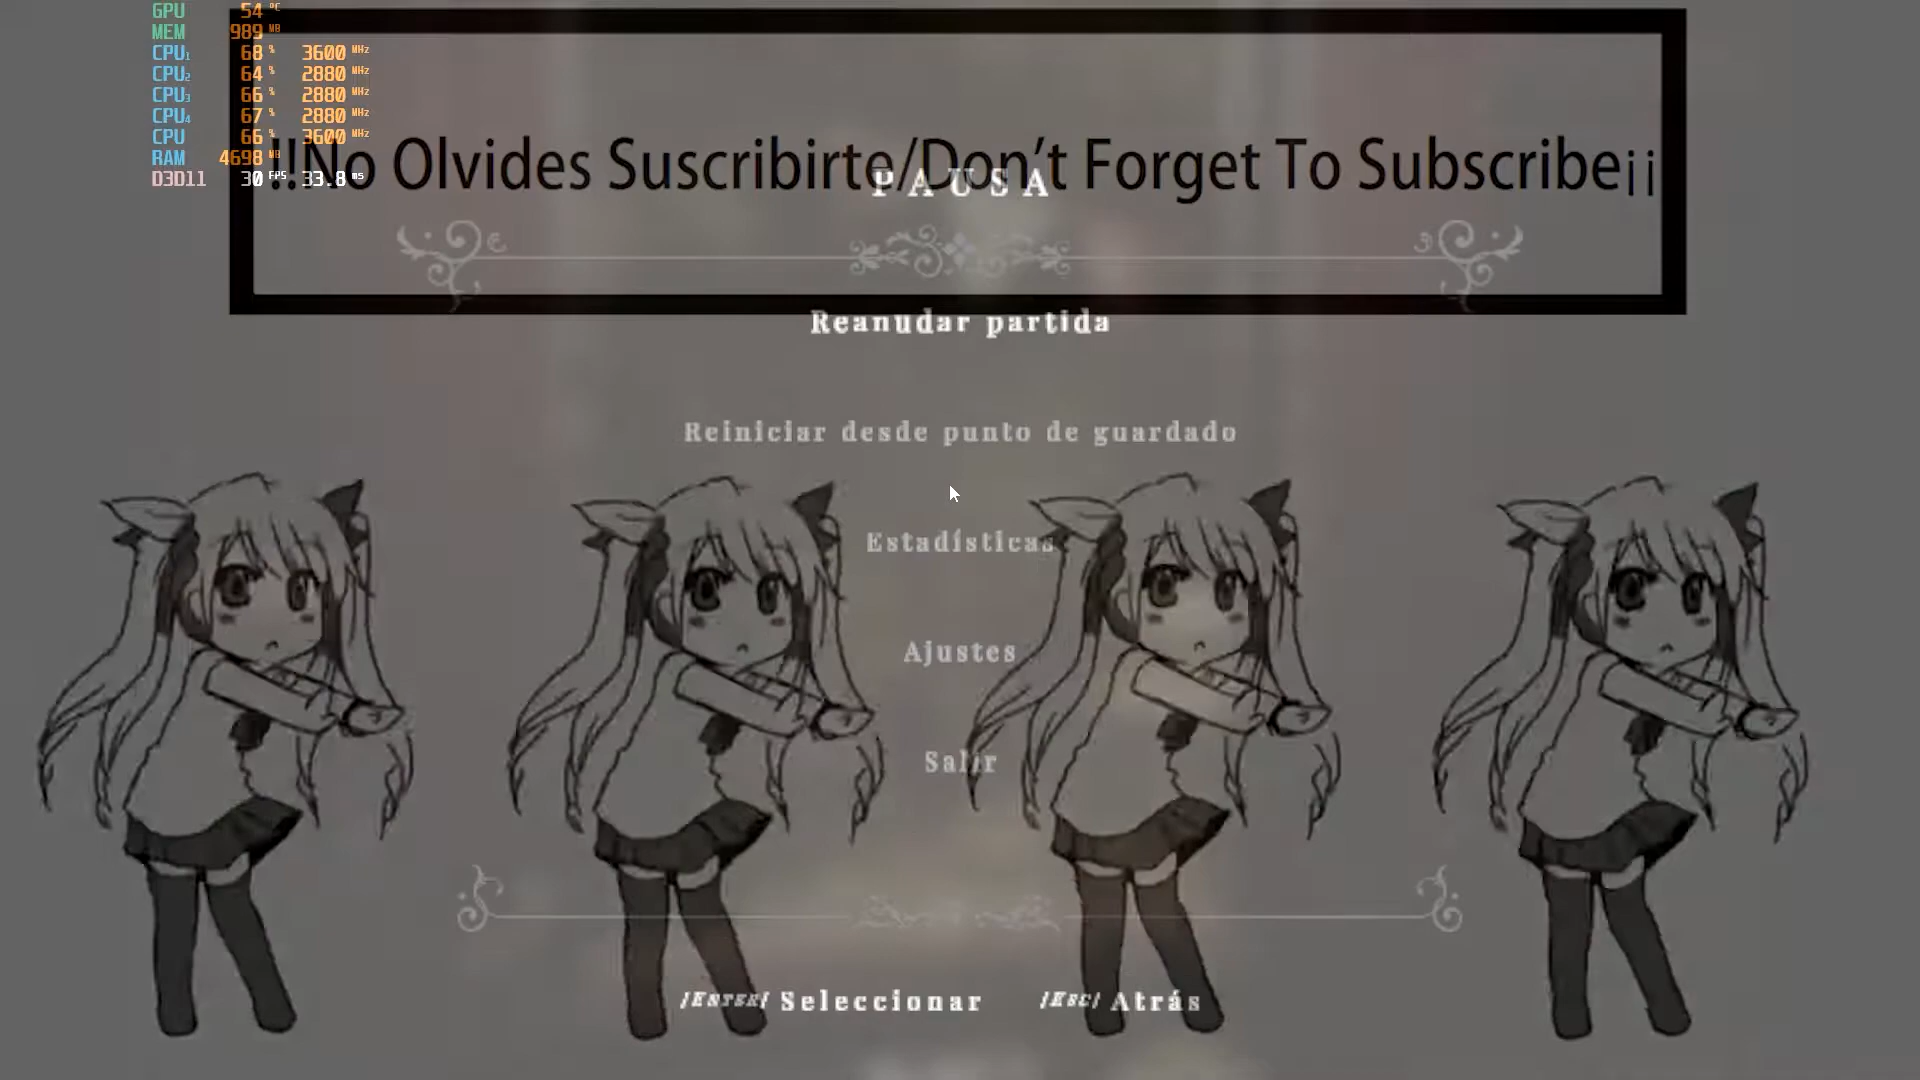 GPU 54 °C
MEM 989 MB
CPU1 68 % 3600 MHz
CPU2 64 % 2880 MHz
CPU3 66 % 2880 MHz
CPU4 67 % 2880 MHz
CPU 66 % 3600 MHz
RAM 4698 MB
D3D11 30 FPS 33.8 ms
!!No Olvides Suscribirte/Don't Forget To Subscribe¡¡
PAUSA
Reanudar partida
Reiniciar desde punto de guardado
Estadísticas
Ajustes
Salir
[Enter] Seleccionar [Esc] Atrás